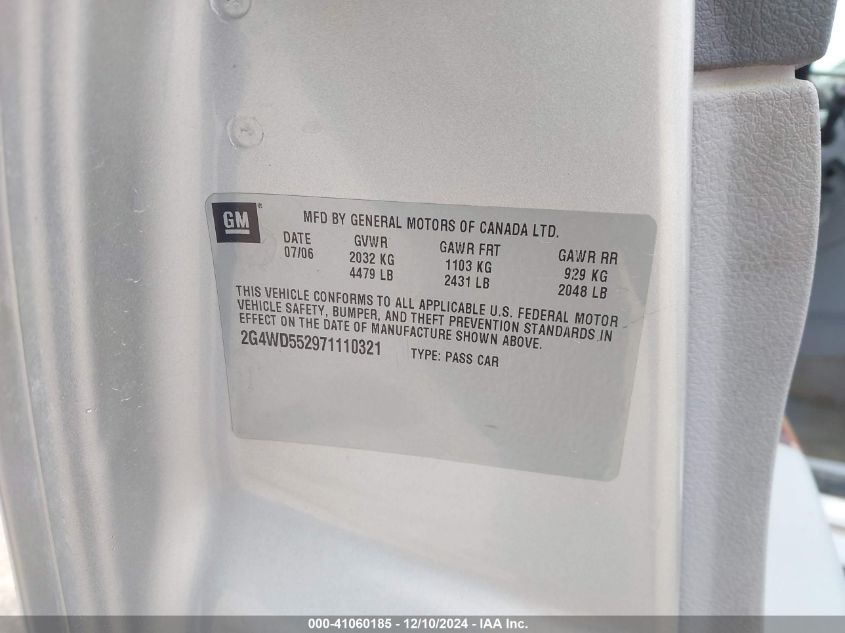 GM ®
MFD BY GENERAL MOTORS OF CANADA LTD.
DATE GVWR GAWR FRT GAWR RR
07/06 2032 KG 1103 KG 929 KG
4479 LB 2431 LB 2048 LB
THIS VEHICLE CONFORMS TO ALL APPLICABLE U.S. FEDERAL MOTOR
VEHICLE SAFETY, BUMPER, AND THEFT PREVENTION STANDARDS IN
EFFECT ON THE DATE OF MANUFACTURE SHOWN ABOVE.
2G4WD552971110321 TYPE: PASS CAR
000-41060185 - 12/10/2024 - IAA Inc.